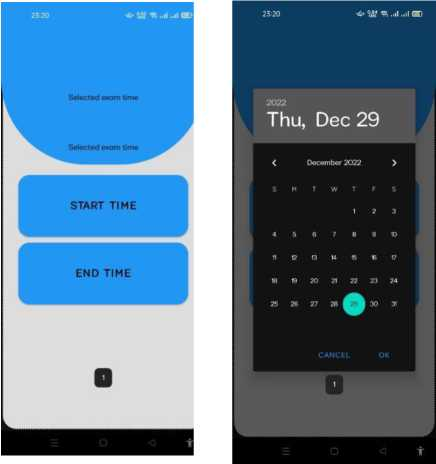 23:20
Selected exam time
Selected exam time
START TIME
END TIME
1
23:20
2022
Thu, Dec 29
December 2022
S M T W T F S
1 2 3
4 5 6 7 8 9 10
11 12 13 14 15 16 17
18 19 20 21 22 23 24
25 26 27 28 29 30 31
CANCEL OK
1